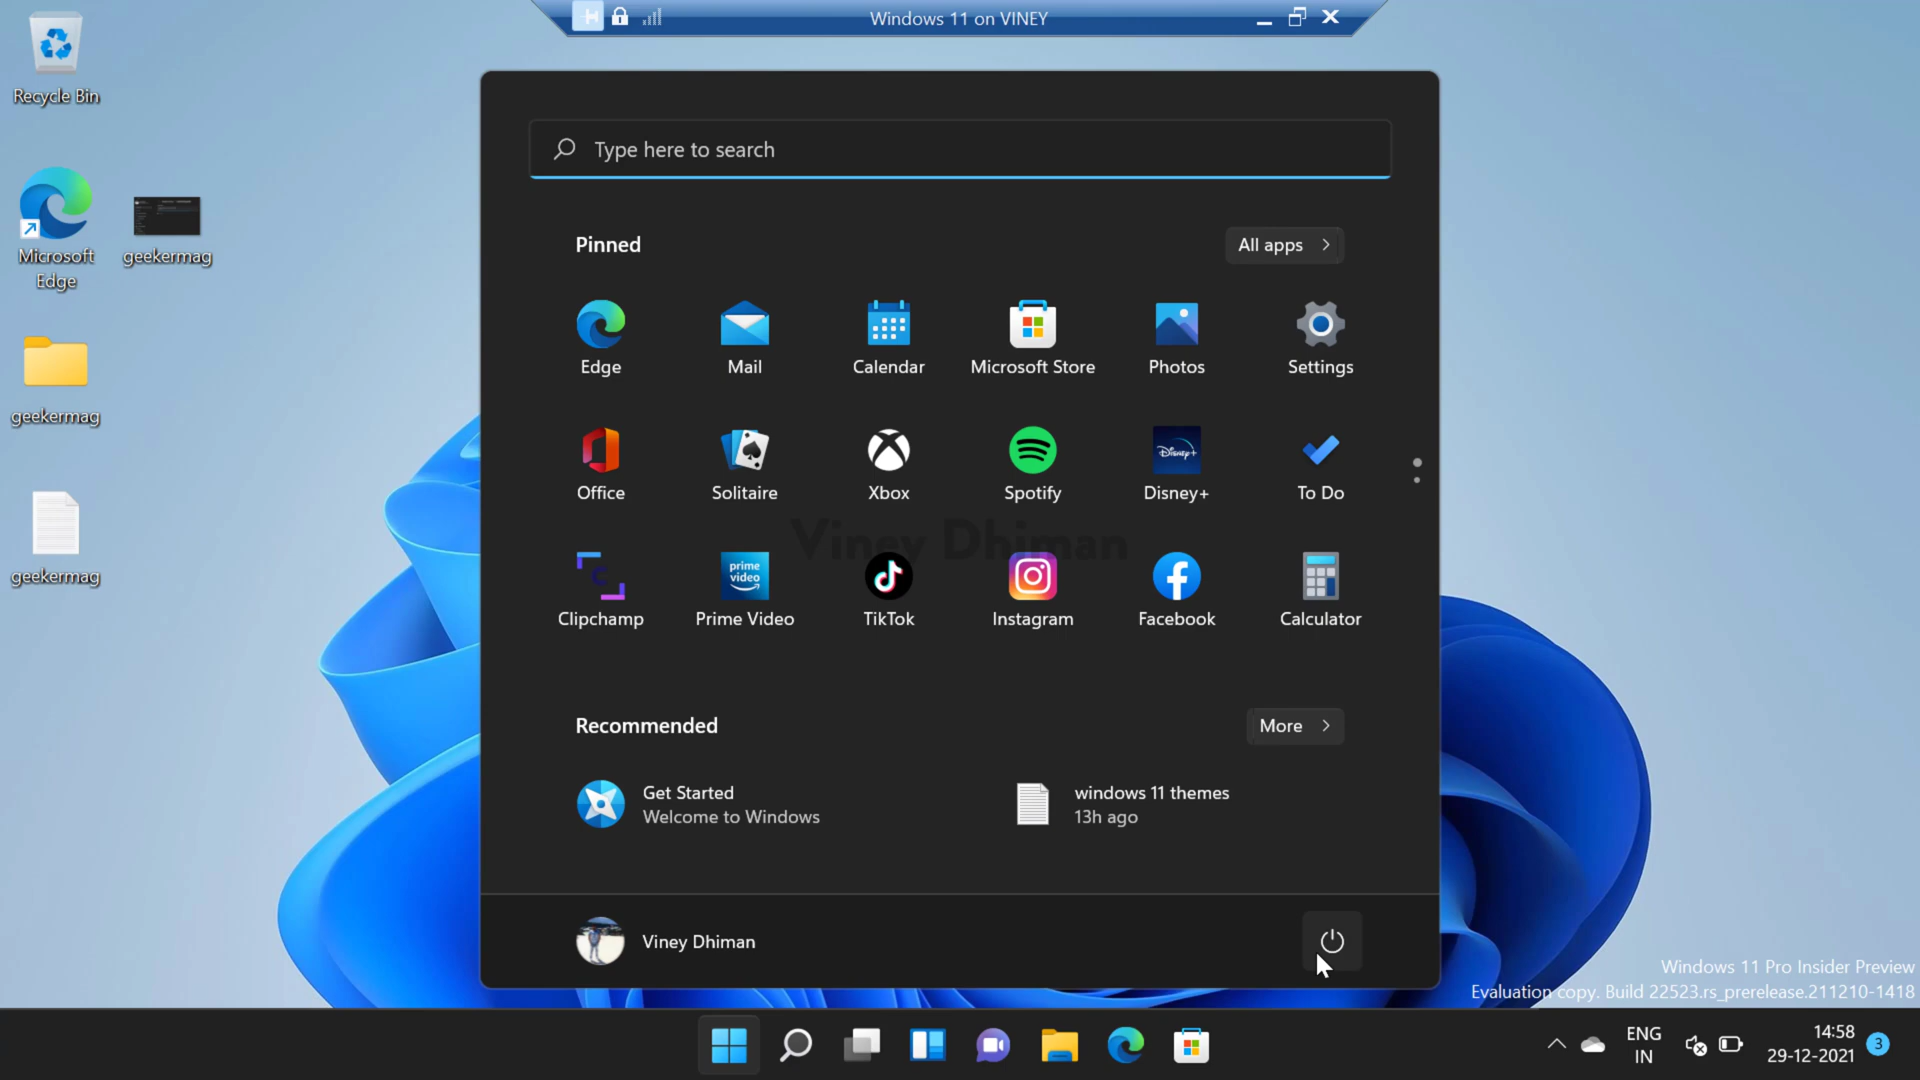 Windows 11 on VINEY
Recycle Bin
Microsoft
Edge
geekermag
geekermag
geekermag
Type here to search
Pinned
All apps
Edge
Mail
Calendar
Microsoft Store
Photos
Settings
Office
Solitaire
Xbox
Spotify
Disney+
Disney+
To Do
Viney Dhiman
prime
video
Clipchamp
Prime Video
TikTok
Instagram
Facebook
Calculator
Recommended
More
Get Started
Welcome to Windows
windows 11 themes
13h ago
Viney Dhiman
Windows 11 Pro Insider Preview
Evaluation copy. Build 22523.rs_prerelease.211210-1418
ENG
IN
14:58
29-12-2021
3